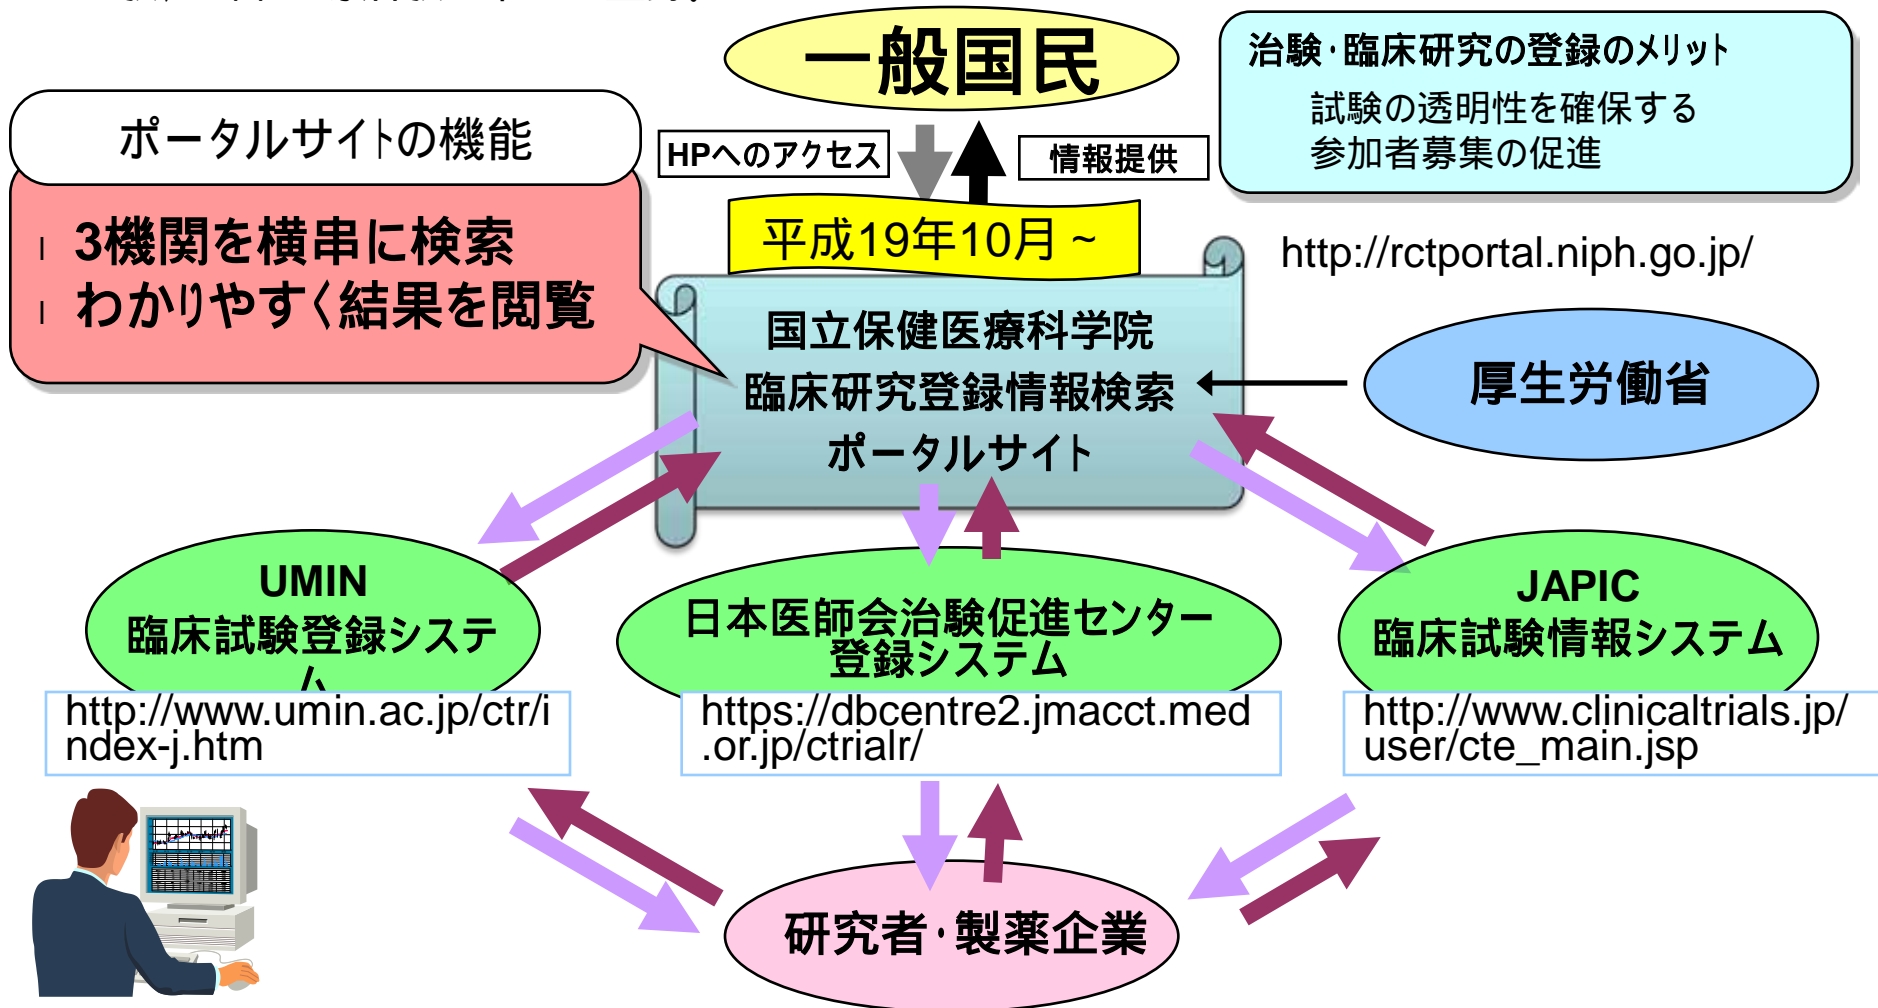 一般国民
治験・臨床研究の登録のメリット
試験の透明性を確保する
参加者募集の促進
ポータルサイトの機能
HPへのアクセス
情報提供
3機関を横串に検索
わかりやすく結果を閲覧
平成19年10月~
http://rctportal.niph.go.jp/
国立保健医療科学院
臨床研究登録情報検索
ポータルサイト
厚生労働省
UMIN
臨床試験登録システ
ム
http://www.umin.ac.jp/ctr/i
ndex-j.htm
日本医師会治験促進センター
登録システム
https://dbcentre2.jmacct.med
.or.jp/ctrialr/
JAPIC
臨床試験情報システム
http://www.clinicaltrials.jp/
user/cte_main.jsp
研究者・製薬企業